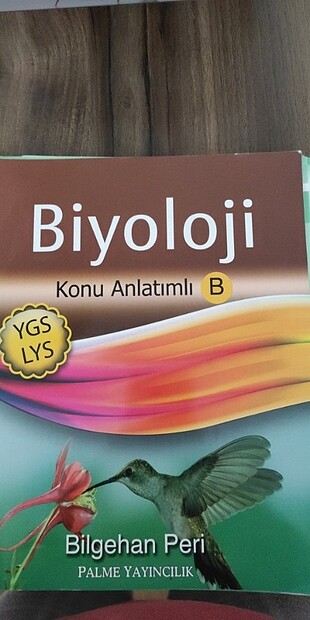 Biyoloji
Konu Anlatımlı B
YGS
LYS
Bilgehan Peri
PALME YAYINCILIK